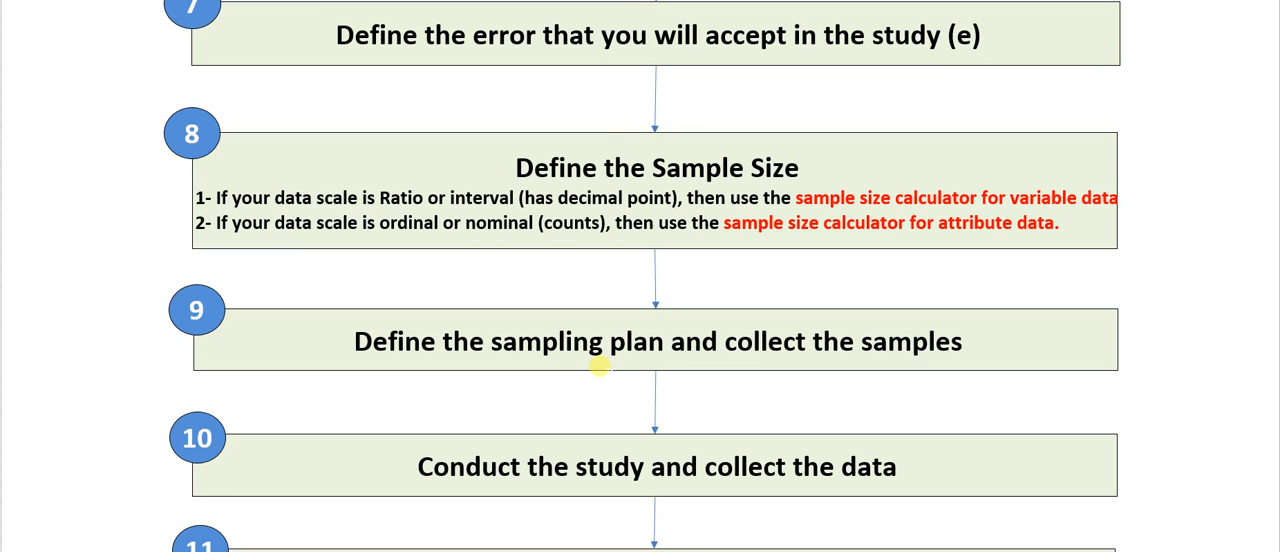 7
Define the error that you will accept in the study (e)
8
Define the Sample Size
1- If your data scale is Ratio or interval (has decimal point), then use the sample size calculator for variable data
2- If your data scale is ordinal or nominal (counts), then use the sample size calculator for attribute data.
9
Define the sampling plan and collect the samples
10
Conduct the study and collect the data
11